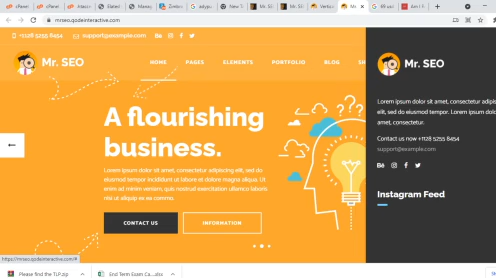 mrseo.qodeinteractive.com/
+1128 5255 8454
support@example.com
Bē
Mr. SEO
HOME
PAGES
ELEMENTS
PORTFOLIO
BLOG
SH
A flourishing
business.
Lorem ipsum dolor sit amet, consectetur adipiscing elit, sed do
eiusmod tempor incididunt ut labore et dolore magna aliqua. Ut
enim ad minim veniam, quis nostrud exercitation ullamco laboris
nisi ut aliquip ex ea commo.
CONTACT US
INFORMATION
Mr. SEO
Lorem ipsum dolor sit amet, consectetur adipis
elit, sed do eiusmod tempor. Lorem ipsum dolor
amet, consectetur.
Contact us now +1128 5255 8454
support@example.com
Bē
Instagram Feed
https://mrseo.qodeinteractive.com/#
Please find the TLP.zip
End Term Exam Ca....xlsx